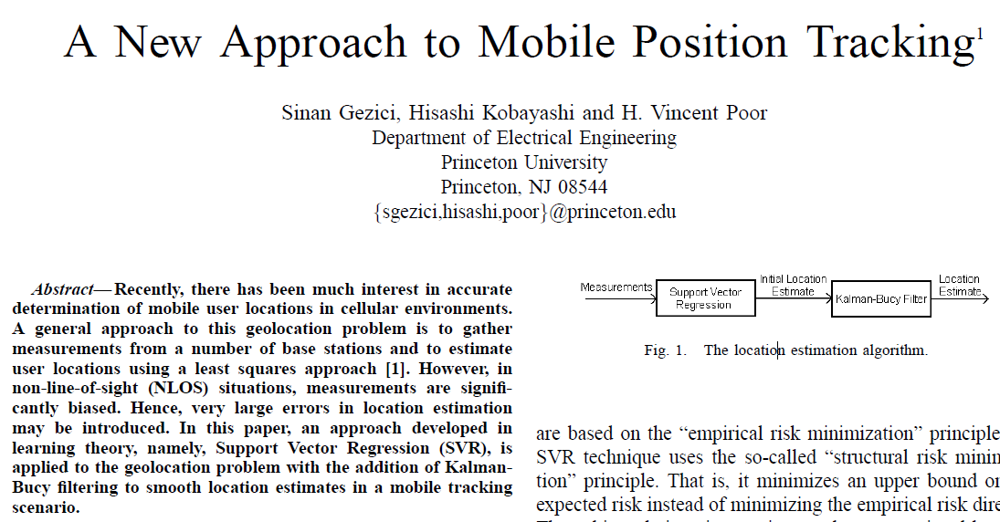 A New Approach to Mobile Position Tracking1
Sinan Gezici, Hisashi Kobayashi and H. Vincent Poor
Department of Electrical Engineering
Princeton University
Princeton, NJ 08544
{sgezici,hisashi,poor}@princeton.edu
Abstract— Recently, there has been much interest in accurate
determination of mobile user locations in cellular environments.
A general approach to this geolocation problem is to gather
measurements from a number of base stations and to estimate
user locations using a least squares approach [1]. However, in
non-line-of-sight (NLOS) situations, measurements are signifi-
cantly biased. Hence, very large errors in location estimation
may be introduced. In this paper, an approach developed in
learning theory, namely, Support Vector Regression (SVR), is
applied to the geolocation problem with the addition of Kalman-
Bucy filtering to smooth location estimates in a mobile tracking
scenario.
Measurements
Support Vector
Regression
Initial Location
Estimate
Kalman-Bucy Filter
Location
Estimate
Fig. 1. The location estimation algorithm.
are based on the “empirical risk minimization” principle
SVR technique uses the so-called “structural risk minim
tion” principle. That is, it minimizes an upper bound on
expected risk instead of minimizing the empirical risk dire